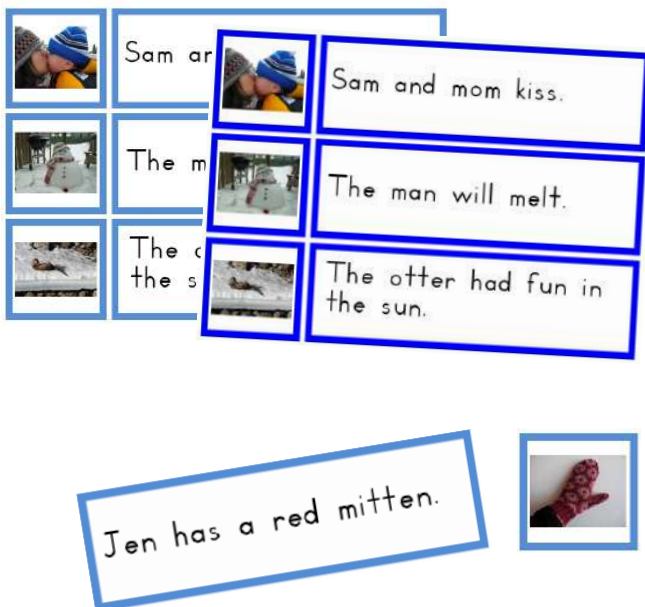 Sam
The
The
the
Sam and mom kiss.
The man will melt.
The otter had fun in
the sun.
Jen has a red mitten.